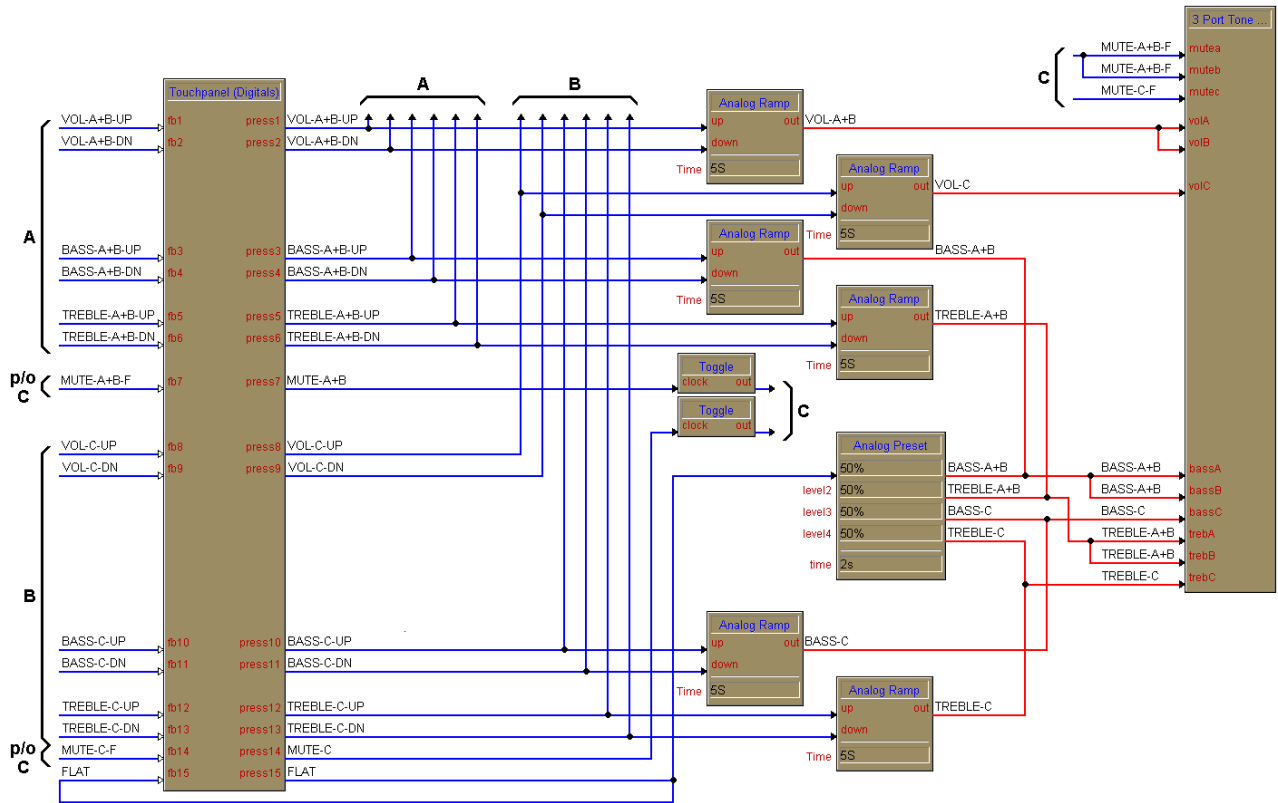 3 Port Tone ...
C
MUTE-A+B-F
mutea
MUTE-A+B-F
muteb
MUTE-C-F
mutec
VOL-A+B
volA
volB
VOL-C
volC
Touchpanel (Digitals)
A
B
A
VOL-A+B-UP fb1 press1 VOL-A+B-UP
VOL-A+B-DN fb2 press2 VOL-A+B-DN
BASS-A+B-UP fb3 press3 BASS-A+B-UP
BASS-A+B-DN fb4 press4 BASS-A+B-DN
TREBLE-A+B-UP fb5 press5 TREBLE-A+B-UP
TREBLE-A+B-DN fb6 press6 TREBLE-A+B-DN
p/o
C
MUTE-A+B-F fb7 press7 MUTE-A+B
B
VOL-C-UP fb8 press8 VOL-C-UP
VOL-C-DN fb9 press9 VOL-C-DN
BASS-C-UP fb10 press10 BASS-C-UP
BASS-C-DN fb11 press11 BASS-C-DN
TREBLE-C-UP fb12 press12 TREBLE-C-UP
TREBLE-C-DN fb13 press13 TREBLE-C-DN
p/o
C
MUTE-C-F fb14 press14 MUTE-C
FLAT fb15 press15 FLAT
Analog Ramp
up out
down
Time 5S
Analog Ramp
up out
down
Time 5S
Analog Ramp
up out BASS-A+B
down
Time 5S
Analog Ramp
up out TREBLE-A+B
down
Time 5S
Toggle
clock out
Toggle
clock out
C
Analog Preset
50% BASS-A+B
level2 50% TREBLE-A+B
level3 50% BASS-C
level4 50% TREBLE-C
time 2s
BASS-A+B bassA
BASS-A+B bassB
BASS-C bassC
TREBLE-A+B trebA
TREBLE-A+B trebB
TREBLE-C trebC
Analog Ramp
up out BASS-C
down
Time 5S
Analog Ramp
up out TREBLE-C
down
Time 5S